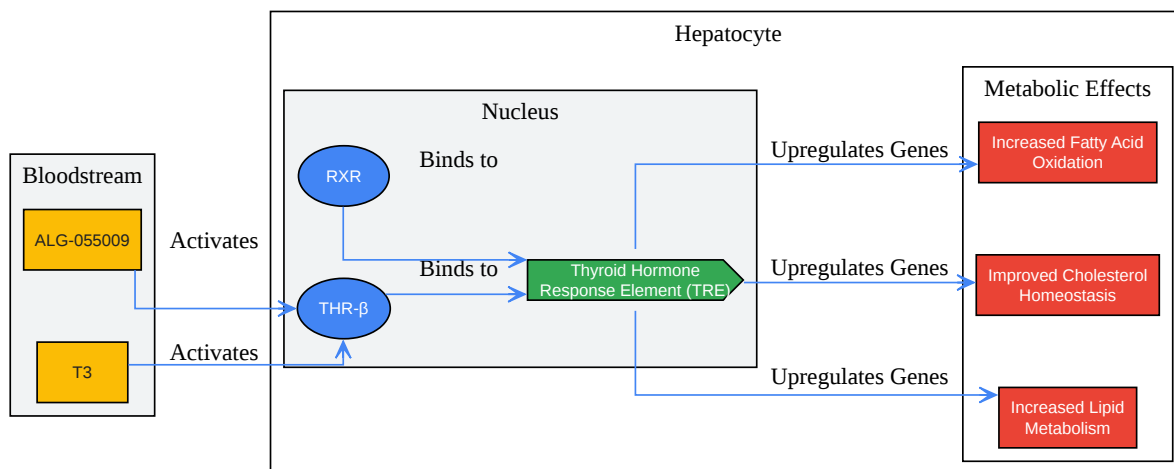 Hepatocyte
Metabolic Effects
Nucleus
Bloodstream
Increased Fatty Acid
Oxidation
Upregulates Genes
Binds to
RXR
ALG-055009
Activates
Binds to
Thyroid Hormone
Response Element (TRE)
Upregulates Genes
Improved Cholesterol
Homeostasis
THR-β
Activates
T3
Upregulates Genes
Increased Lipid
Metabolism